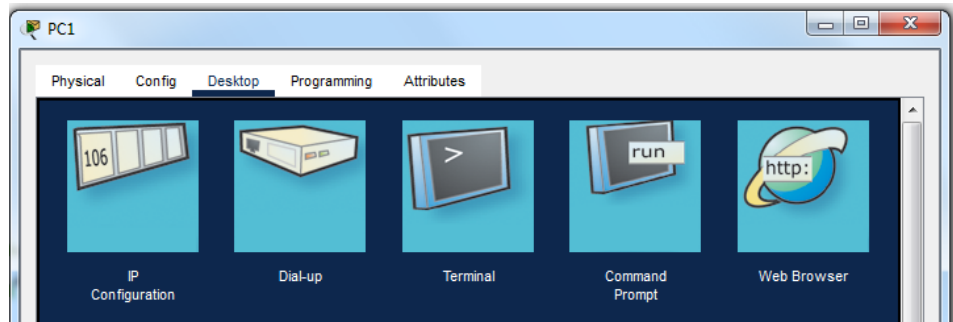 PC1
Physical Config Desktop Programming Attributes
106
>
run
http:
IP
Configuration
Dial-up
Terminal
Command
Prompt
Web Browser